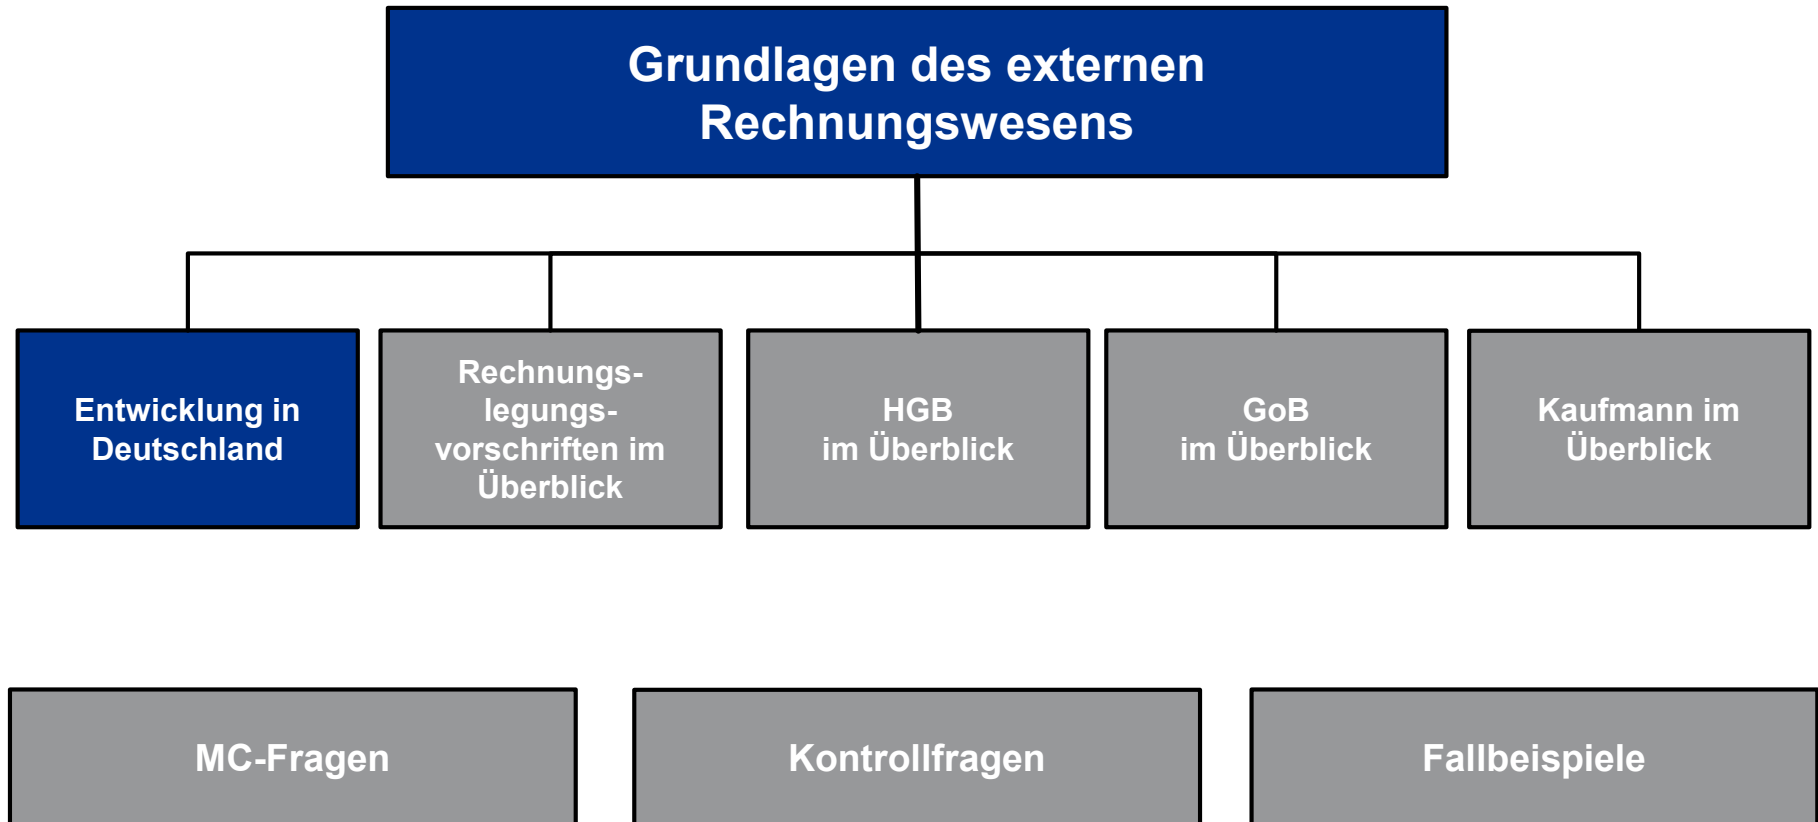 Grundlagen des externen
Rechnungswesens
Entwicklung in
Deutschland
Rechnungs-
legungs-
vorschriften im
Überblick
HGB
im Überblick
GoB
im Überblick
Kaufmann im
Überblick
MC-Fragen
Kontrollfragen
Fallbeispiele